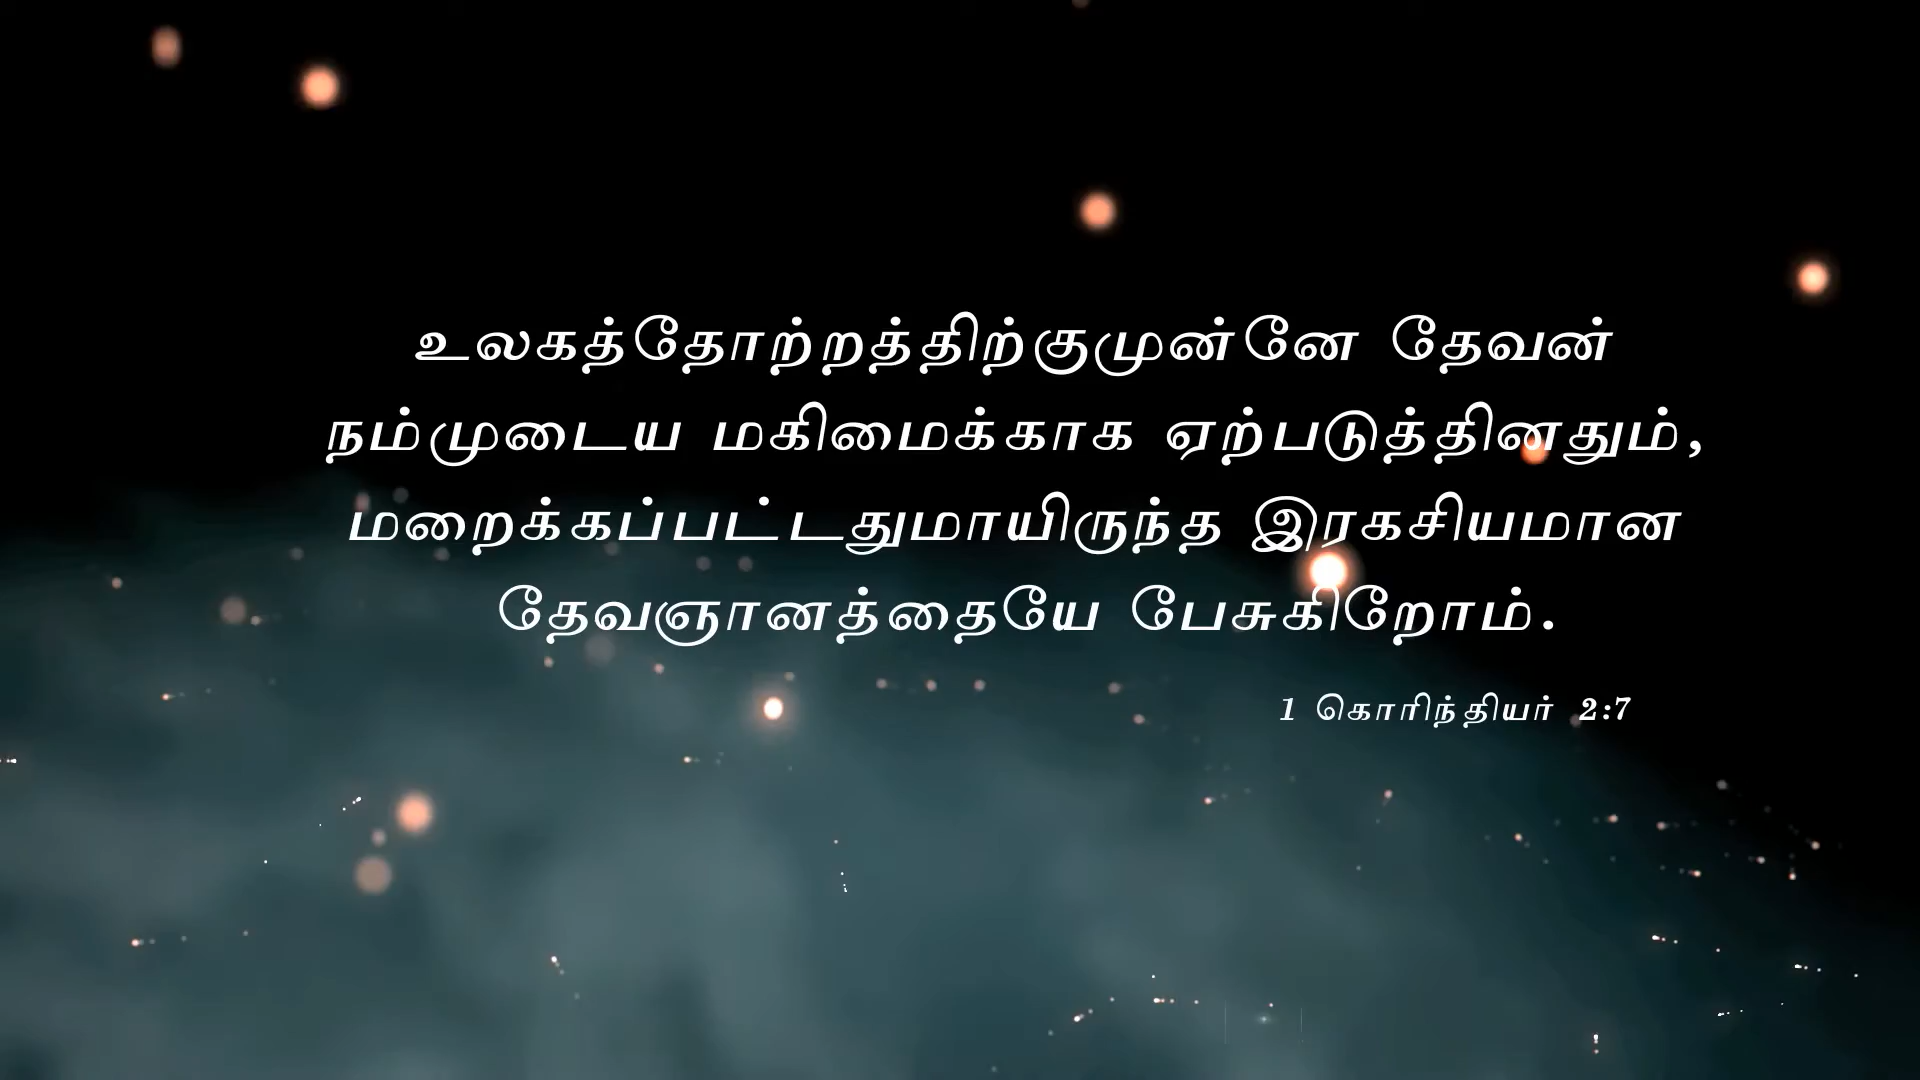 உலகத்தோற்றத்திற்குமுன்னே தேவன்
நம்முடைய மகிமைக்காக ஏற்படுத்தினதும்,
மறைக்கப்பட்டதுமாயிருந்த இரகசியமான
தேவஞானத்தையே பேசுகிறோம்.
1 கொரிந்தியர் 2:7